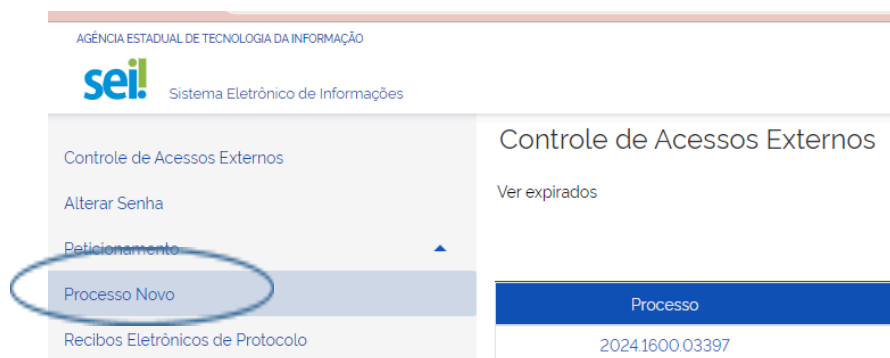 AGÊNCIA ESTADUAL DE TECNOLOGIA DA INFORMAÇÃO
sei!
Sistema Eletrônico de Informações
Controle de Acessos Externos
Alterar Senha
Peticionamento
Processo Novo
Recibos Eletrônicos de Protocolo
Controle de Acessos Externos
Ver expirados
Processo
2024.1600.03397